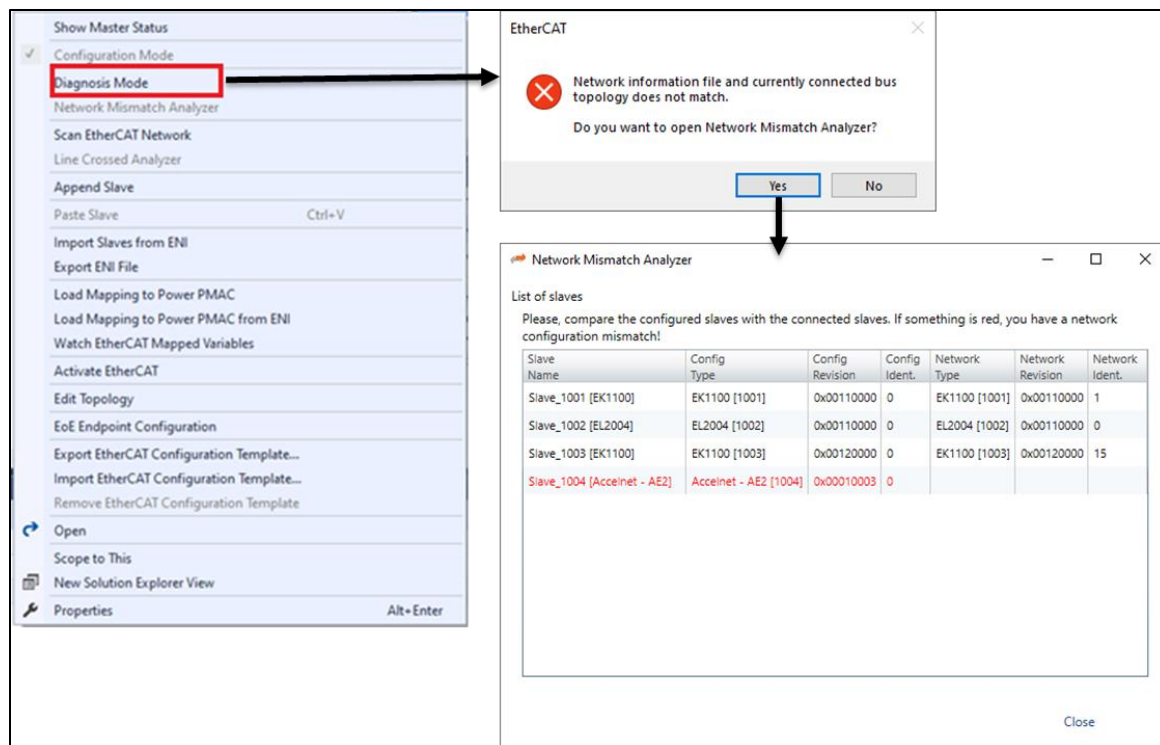 Show Master Status
Configuration Mode
Diagnosis Mode
Network Mismatch Analyzer
Scan EtherCAT Network
Line Crossed Analyzer
Append Slave
Paste Slave Ctrl+V
Import Slaves from ENI
Export ENI File
Load Mapping to Power PMAC
Load Mapping to Power PMAC from ENI
Watch EtherCAT Mapped Variables
Activate EtherCAT
Edit Topology
EoE Endpoint Configuration
Export EtherCAT Configuration Template...
Import EtherCAT Configuration Template...
Remove EtherCAT Configuration Template
Open
Scope to This
New Solution Explorer View
Properties Alt+Enter
EtherCAT
Network information file and currently connected bus
topology does not match.
Do you want to open Network Mismatch Analyzer?
Yes No
Network Mismatch Analyzer
List of slaves
Please, compare the configured slaves with the connected slaves. If something is red, you have a network
configuration mismatch!
Slave Config Config Config Network Network Network
Name Type Revision Ident. Type Revision Ident.
Slave_1001 [EK1100] EK1100 [1001] 0x00110000 0 EK1100 [1001] 0x00110000 1
Slave_1002 [EL2004] EL2004 [1002] 0x00110000 0 EL2004 [1002] 0x00110000 0
Slave_1003 [EK1100] EK1100 [1003] 0x00120000 0 EK1100 [1003] 0x00120000 15
Slave_1004 [Accelnet - AE2] Accelnet - AE2 [1004] 0x00010003 0
Close